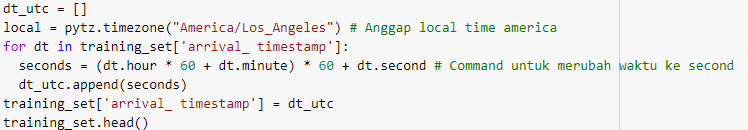 dt_utc = []
local = pytz.timezone("America/Los_Angeles") # Anggap local time america
for dt in training_set['arrival_ timestamp']:
  seconds = (dt.hour * 60 + dt.minute) * 60 + dt.second # Command untuk merubah waktu ke second
  dt_utc.append(seconds)
training_set['arrival_ timestamp'] = dt_utc
training_set.head()